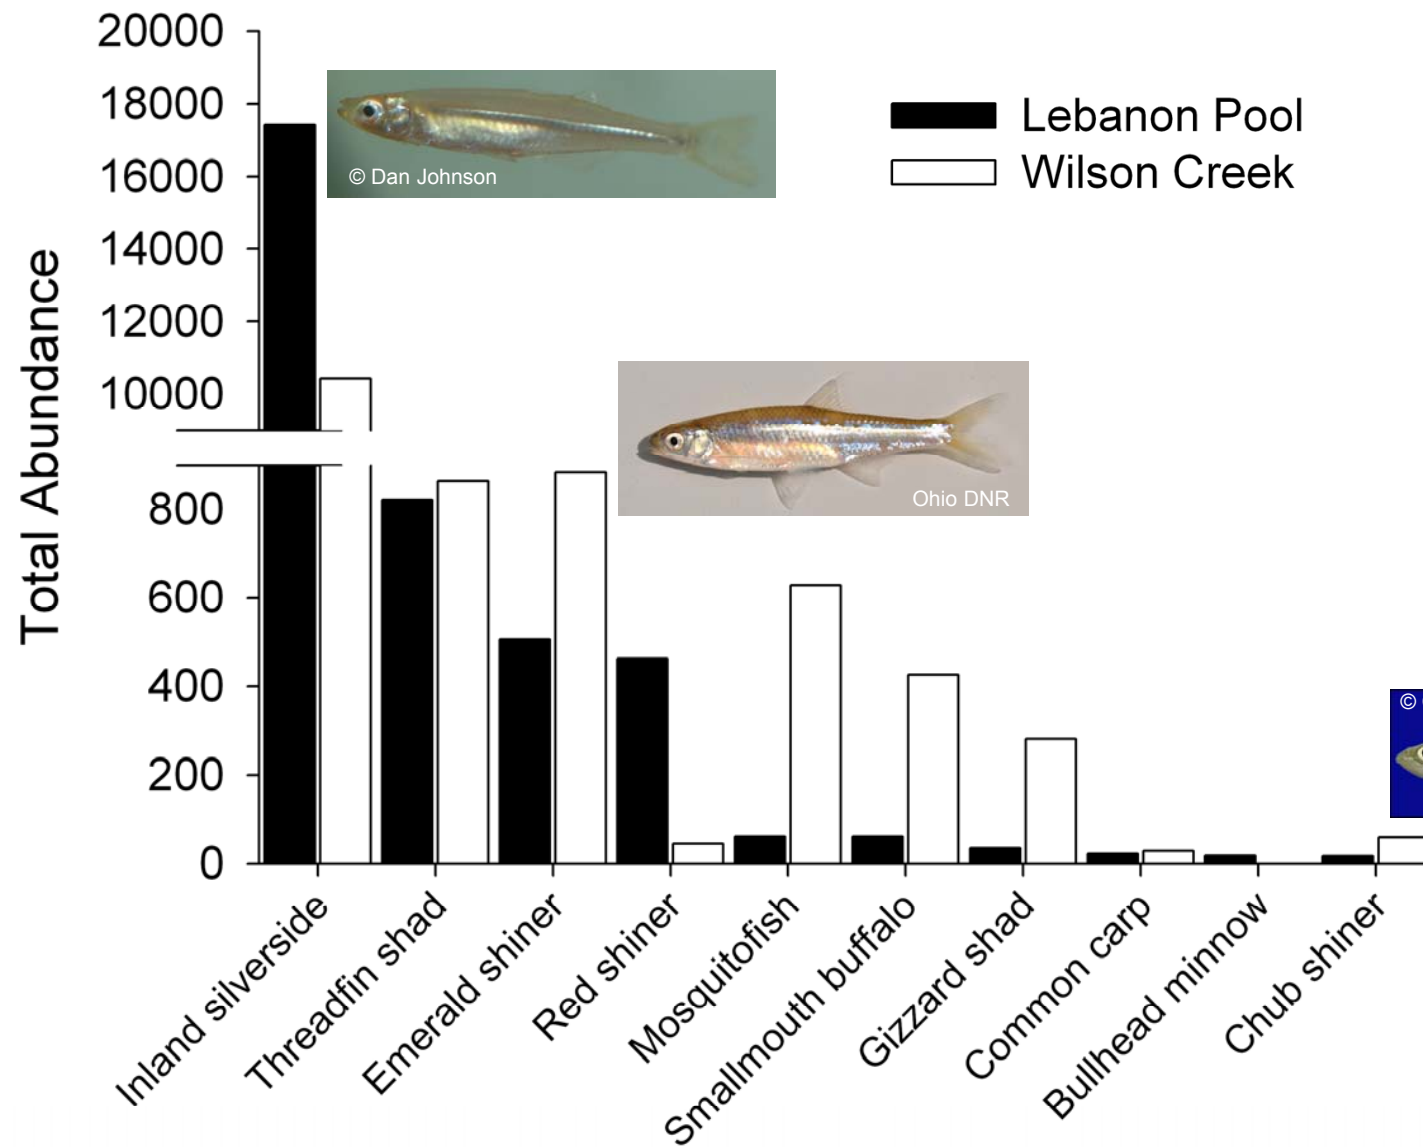 Total Abundance
20000
18000
16000
14000
12000
10000
800
600
400
200
0
© Dan Johnson
Lebanon Pool
Wilson Creek
Ohio DNR
©
Inland silverside
Threadfin shad
Emerald shiner
Red shiner
Mosquitofish
Smallmouth buffalo
Gizzard shad
Common carp
Bullhead minnow
Chub shiner